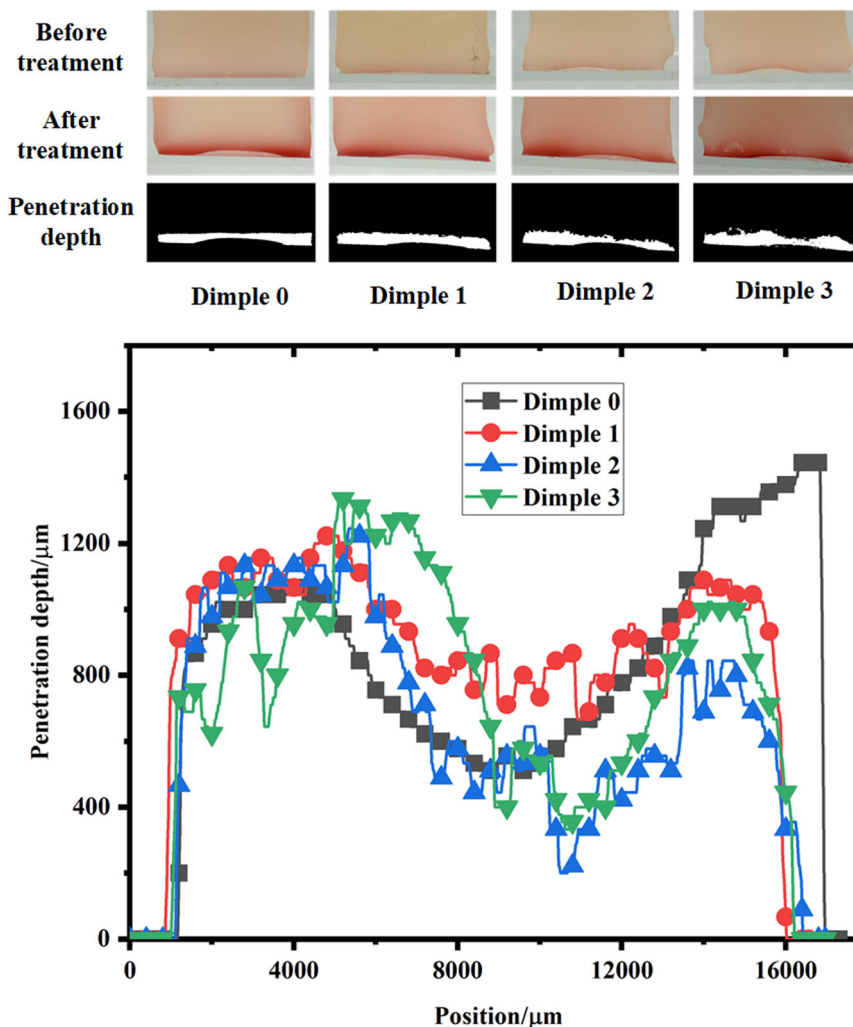 Before
treatment
After
treatment
Penetration
depth
Dimple 0 Dimple 1 Dimple 2 Dimple 3
Penetration depth/μm
1600
1200
800
400
0
Dimple 0
Dimple 1
Dimple 2
Dimple 3
0 4000 8000 12000 16000
Position/μm